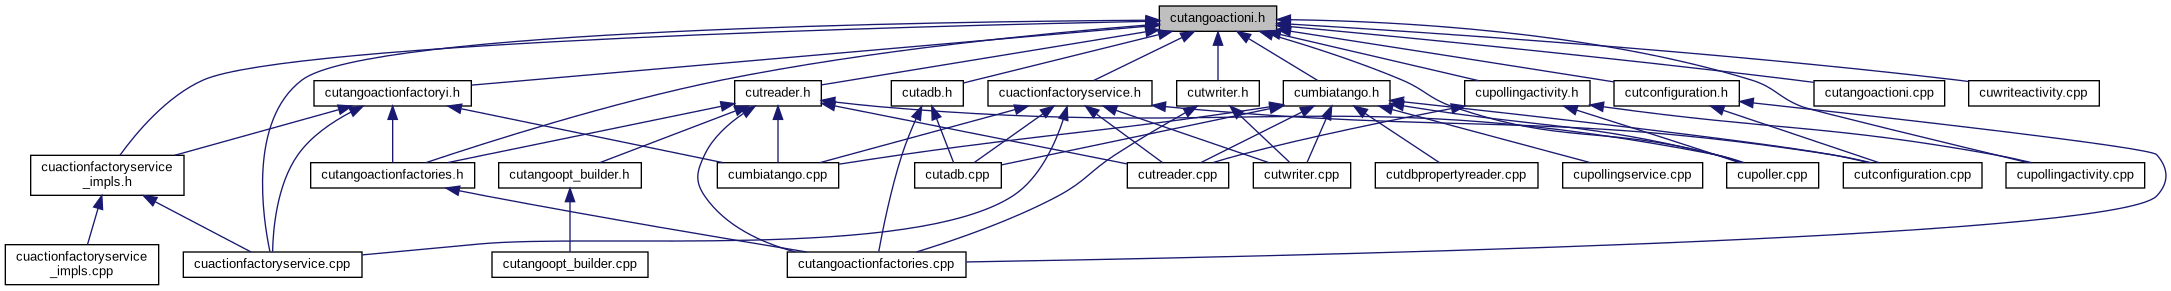 cutangoactioni.h
cutangoactionfactoryi.h
cutreader.h
cutadb.h
cuactionfactoryservice.h
cutwriter.h
cumbiatango.h
cupollingactivity.h
cutconfiguration.h
cutangoactioni.cpp
cuwriteactivity.cpp
cuactionfactoryservice
_impls.h
cutangoactionfactories.h
cutangoopt_builder.h
cumbiatango.cpp
cutadb.cpp
cutreader.cpp
cutwriter.cpp
cutdbpropertyreader.cpp
cupollingservice.cpp
cupoller.cpp
cutconfiguration.cpp
cupollingactivity.cpp
cuactionfactoryservice
_impls.cpp
cuactionfactoryservice.cpp
cutangoopt_builder.cpp
cutangoactionfactories.cpp